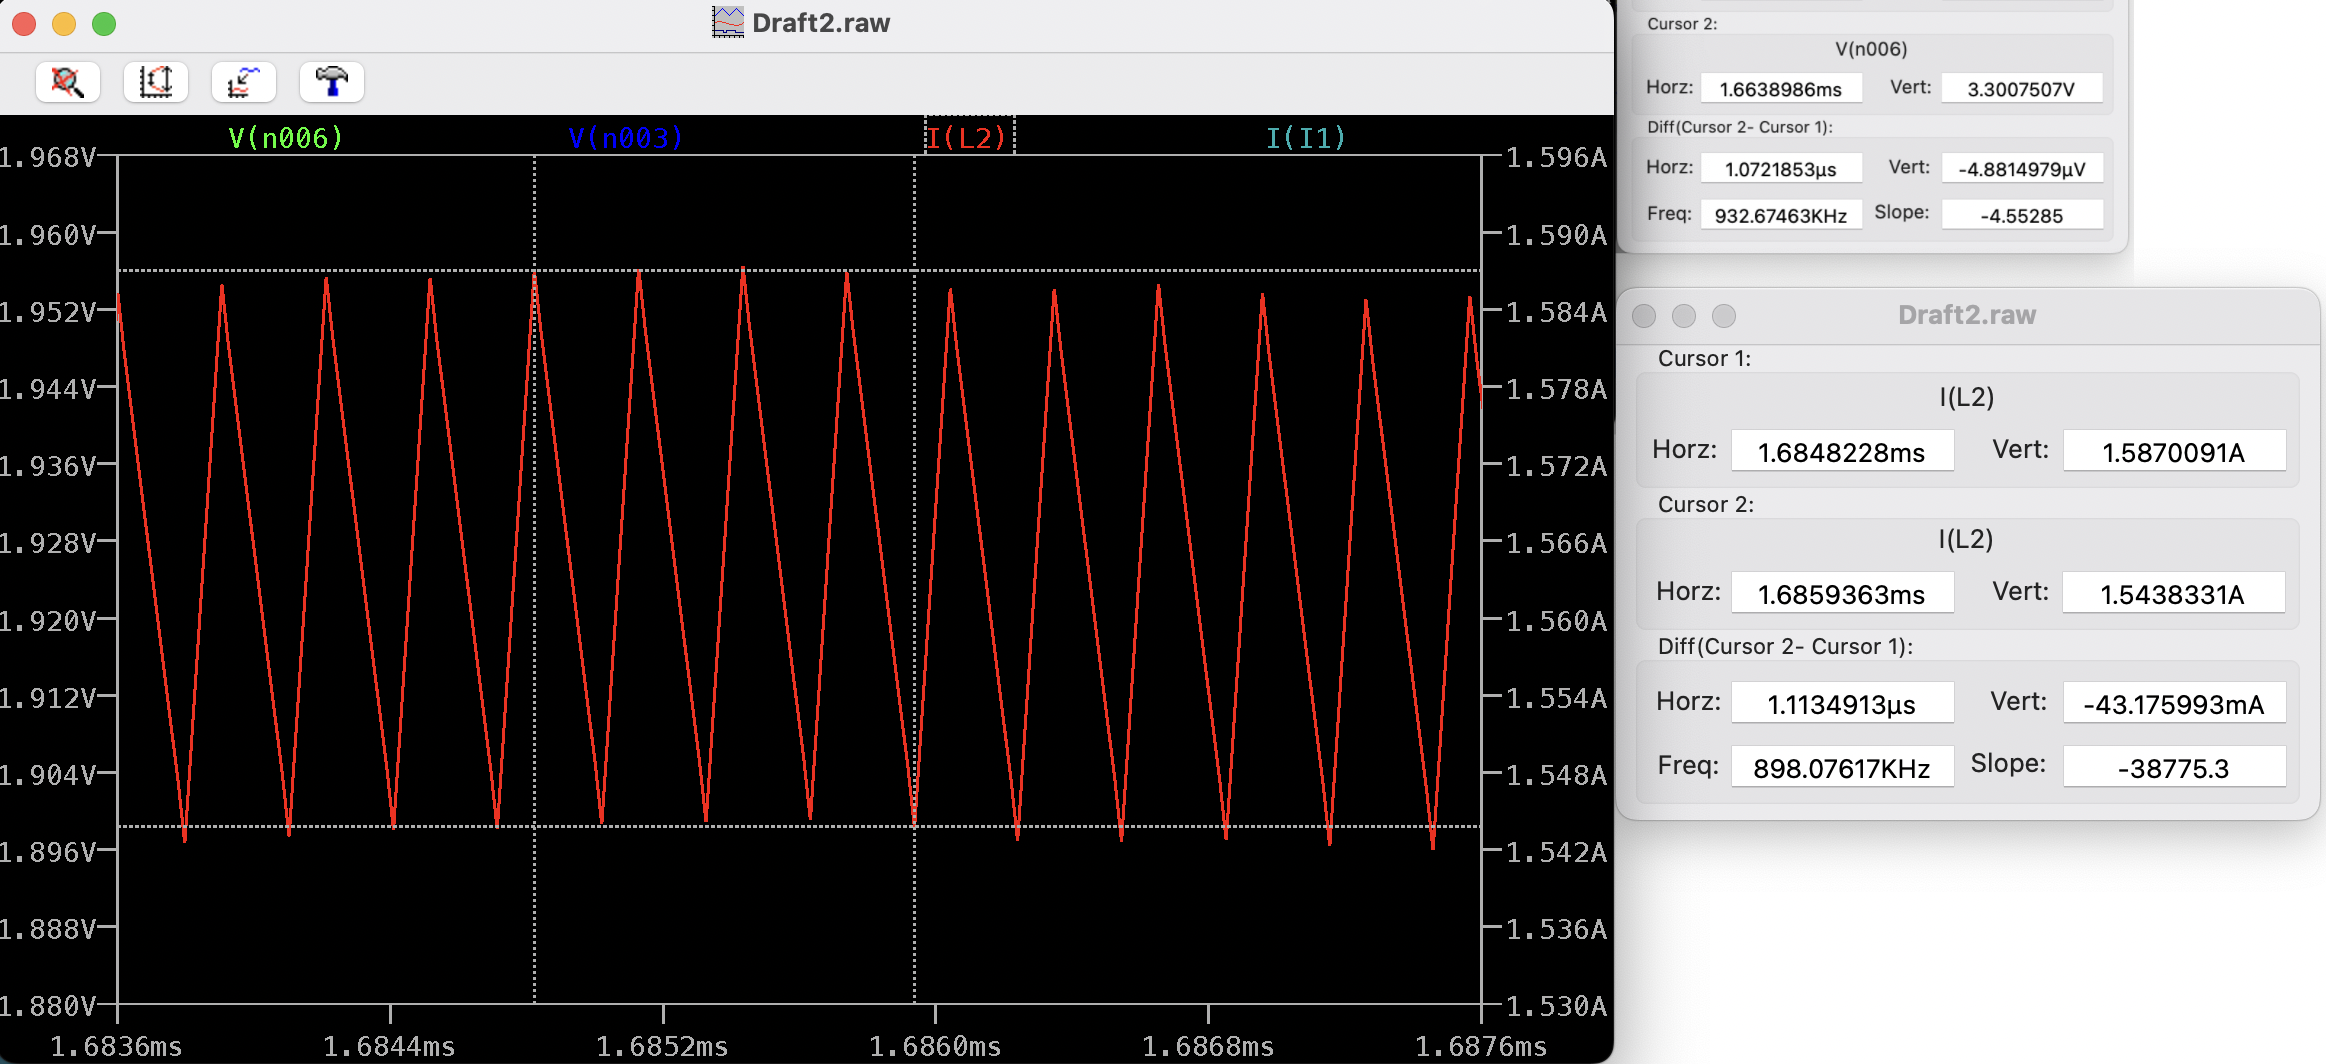 Draft2.raw
V(n006) V(n003) I(L2) I(I1)
1.968V 1.596A
1.960V 1.590A
1.952V 1.584A
1.944V 1.578A
1.936V 1.572A
1.928V 1.566A
1.920V 1.560A
1.912V 1.554A
1.904V 1.548A
1.896V 1.542A
1.888V 1.536A
1.880V 1.530A
1.6836ms 1.6844ms 1.6852ms 1.6860ms 1.6868ms 1.6876ms
Cursor 2:
V(n006)
Horz: 1.6638986ms Vert: 3.3007507V
Diff(Cursor 2- Cursor 1):
Horz: 1.0721853µs Vert: -4.8814979µV
Freq: 932.67463KHz Slope: -4.55285
Draft2.raw
Cursor 1:
I(L2)
Horz: 1.6848228ms Vert: 1.5870091A
Cursor 2:
I(L2)
Horz: 1.6859363ms Vert: 1.5438331A
Diff(Cursor 2- Cursor 1):
Horz: 1.1134913µs Vert: -43.175993mA
Freq: 898.07617KHz Slope: -38775.3